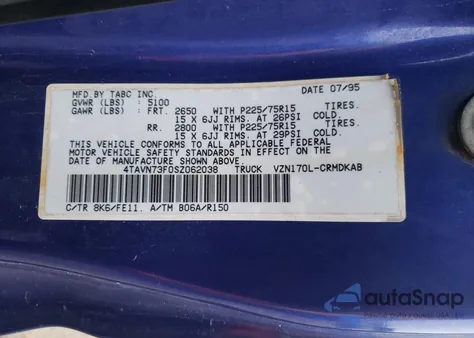 MFD.BY TABC INC. DATE 07/95
GVWR (LBS) : 5100
GAWR (LBS) : FRT. 2650 WITH P225/75R15 TIRES.
15 X 6JJ RIMS. AT 26PSI COLD.
RR. 2800 WITH P225/75R15 TIRES.
15 X 6JJ RIMS. AT 29PSI COLD.
THIS VEHICLE CONFORMS TO ALL APPLICABLE FEDERAL
MOTOR VEHICLE SAFETY STANDARDS IN EFFECT ON THE DATE
OF MANUFACTURE SHOWN ABOVE.
4TAVN73F0SZ062038 TRUCK VZN170L-CRMDKAB
C/TR 8K6/FE11. A/TM B06A/R150
autoSnap